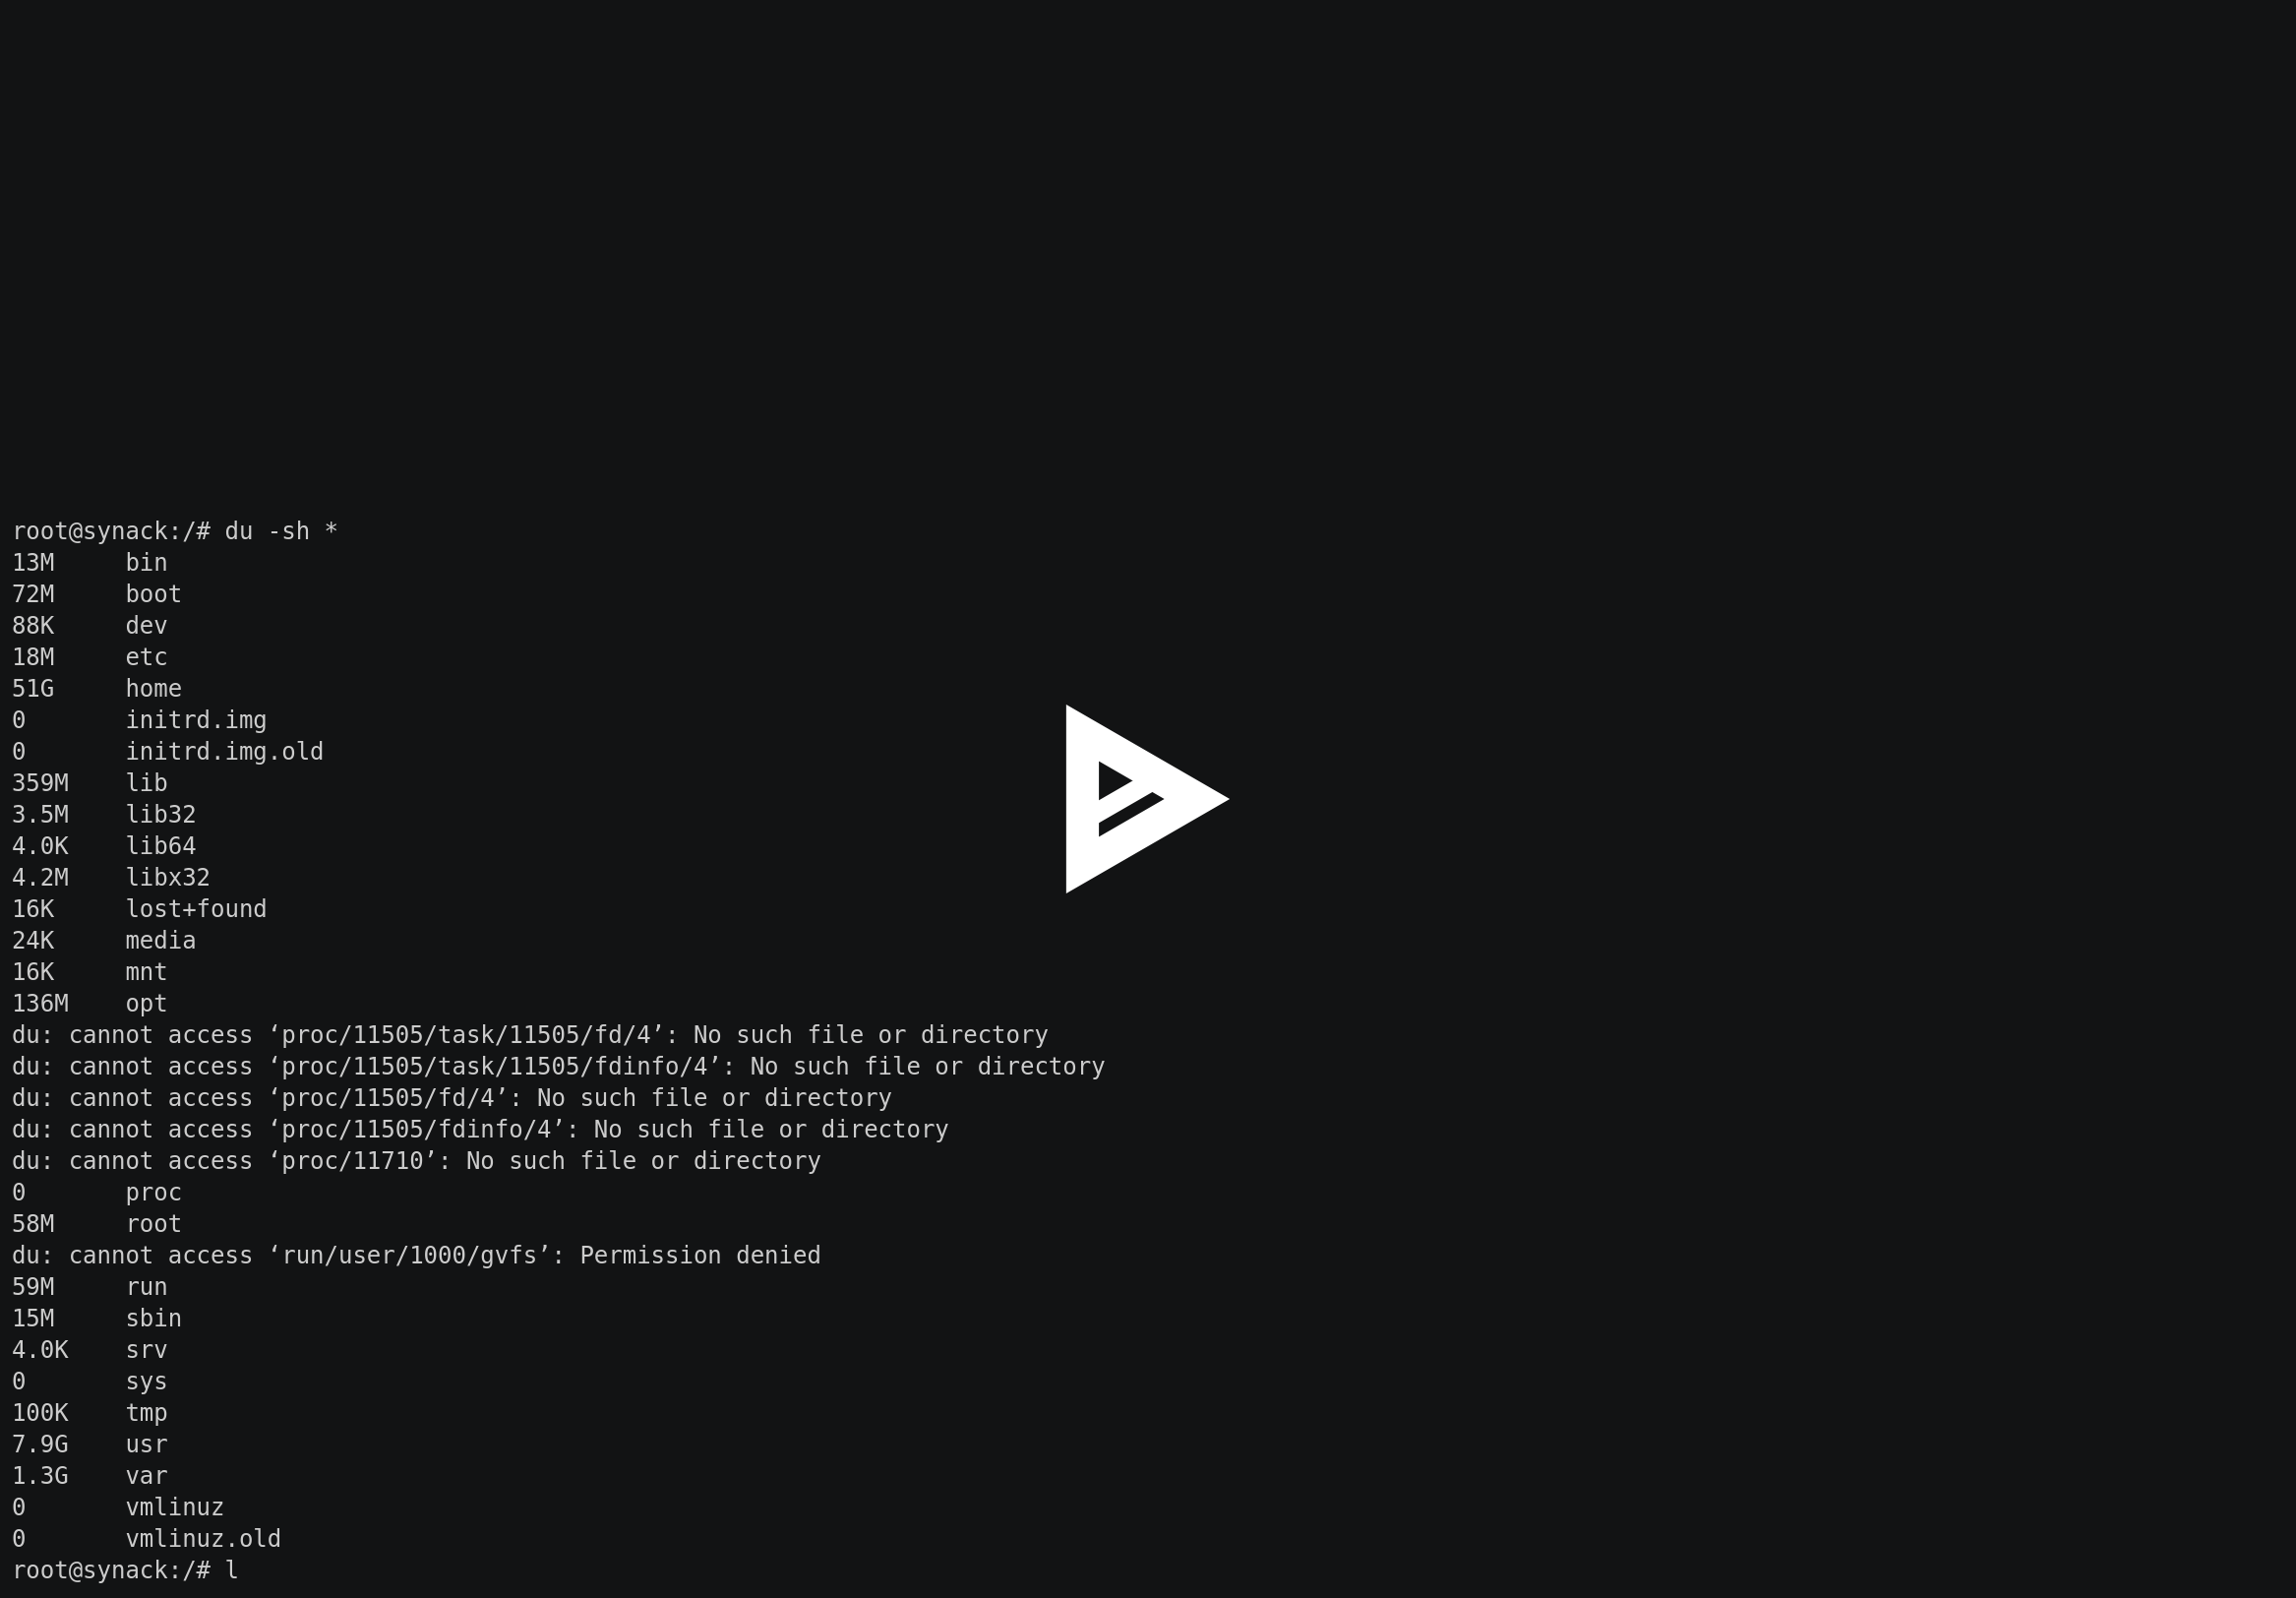 root@synack:/# du -sh *
13M     bin
72M     boot
88K     dev
18M     etc
51G     home
0       initrd.img
0       initrd.img.old
359M    lib
3.5M    lib32
4.0K    lib64
4.2M    libx32
16K     lost+found
24K     media
16K     mnt
136M    opt
du: cannot access ‘proc/11505/task/11505/fd/4’: No such file or directory
du: cannot access ‘proc/11505/task/11505/fdinfo/4’: No such file or directory
du: cannot access ‘proc/11505/fd/4’: No such file or directory
du: cannot access ‘proc/11505/fdinfo/4’: No such file or directory
du: cannot access ‘proc/11710’: No such file or directory
0       proc
58M     root
du: cannot access ‘run/user/1000/gvfs’: Permission denied
59M     run
15M     sbin
4.0K    srv
0       sys
100K    tmp
7.9G    usr
1.3G    var
0       vmlinuz
0       vmlinuz.old
root@synack:/# l